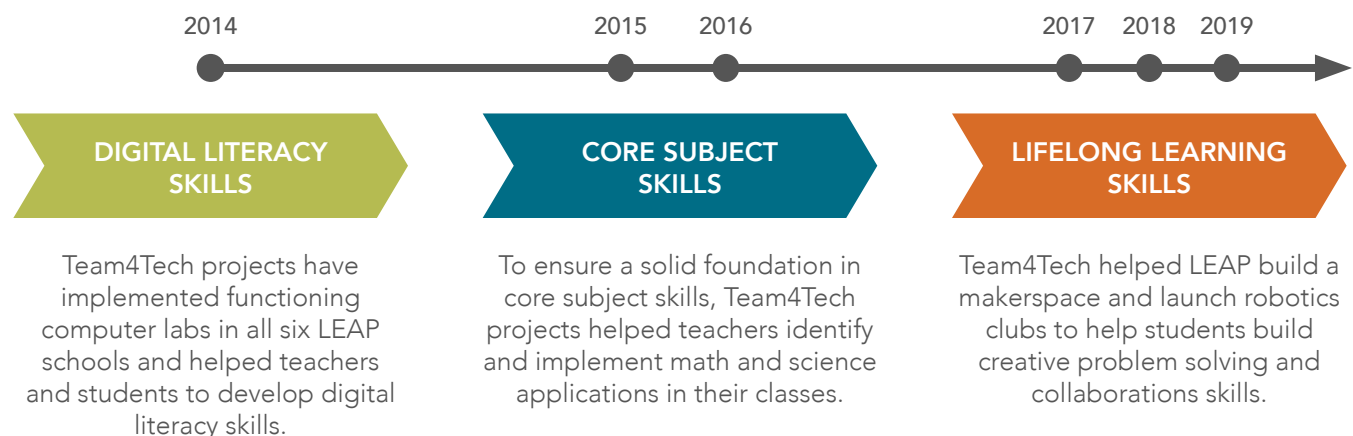 2014
2015
2016
2017
2018
2019
DIGITAL LITERACY
SKILLS
Team4Tech projects have
implemented functioning
computer labs in all six LEAP
schools and helped teachers
and students to develop digital
literacy skills.
CORE SUBJECT
SKILLS
To ensure a solid foundation in
core subject skills, Team4Tech
projects helped teachers identify
and implement math and science
applications in their classes.
LIFELONG LEARNING
SKILLS
Team4Tech helped LEAP build a
makerspace and launch robotics
clubs to help students build
creative problem solving and
collaborations skills.